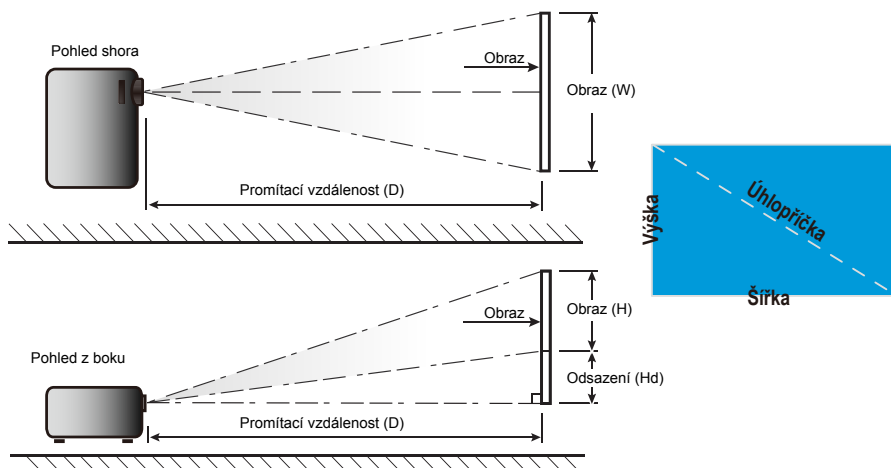 Pohled shora
Obraz
Obraz (W)
Promítací vzdálenost (D)
Výška
Úhlopříčka
Šířka
Pohled z boku
Obraz
Obraz (H)
Odsazení (Hd)
Promítací vzdálenost (D)